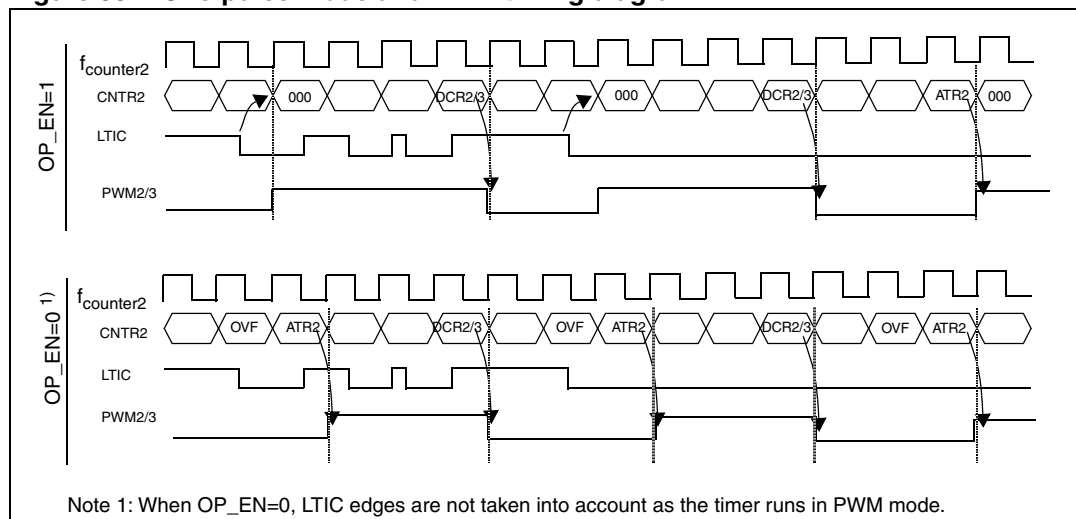 OP_EN=1
fcounter2
CNTR2
000
DCR2/3
000
DCR2/3
ATR2
000
LTIC
PWM2/3
OP_EN=0 1)
fcounter2
CNTR2
OVF
ATR2
DCR2/3
OVF
ATR2
DCR2/3
OVF
ATR2
LTIC
PWM2/3
Note 1: When OP_EN=0, LTIC edges are not taken into account as the timer runs in PWM mode.